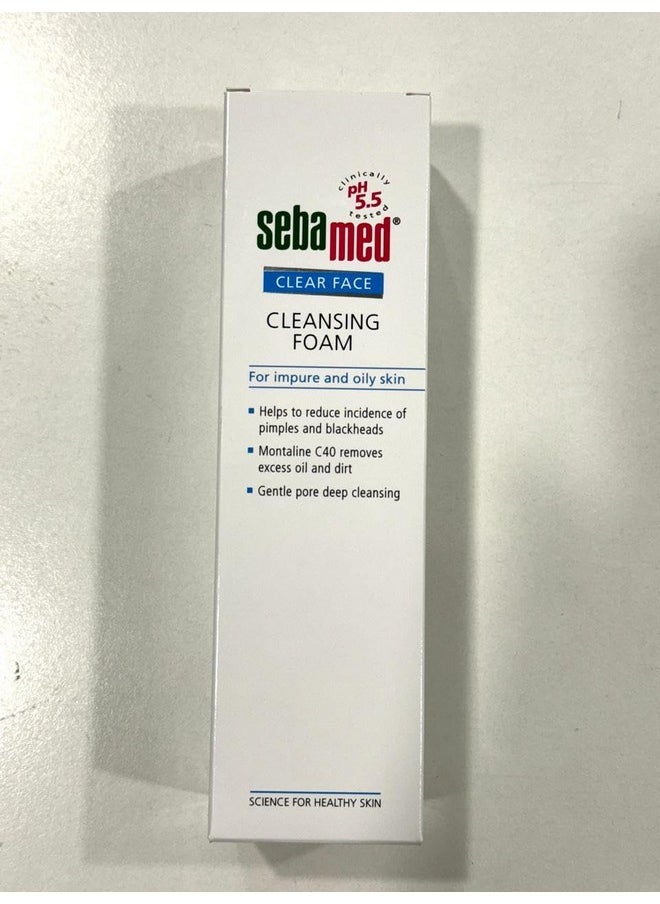 clinically
pH
5.5
tested
sebamed®
CLEAR FACE
CLEANSING
FOAM
For impure and oily skin
▪ Helps to reduce incidence of
pimples and blackheads
▪ Montaline C40 removes
excess oil and dirt
▪ Gentle pore deep cleansing
SCIENCE FOR HEALTHY SKIN